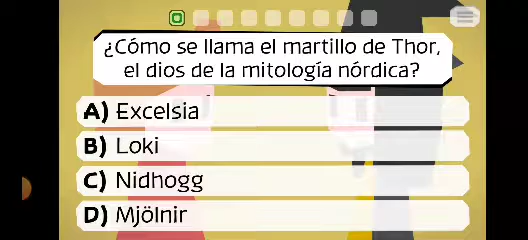 ¿Cómo se llama el martillo de Thor,
el dios de la mitología nórdica?
A) Excelsia
B) Loki
C) Nidhogg
D) Mjölnir